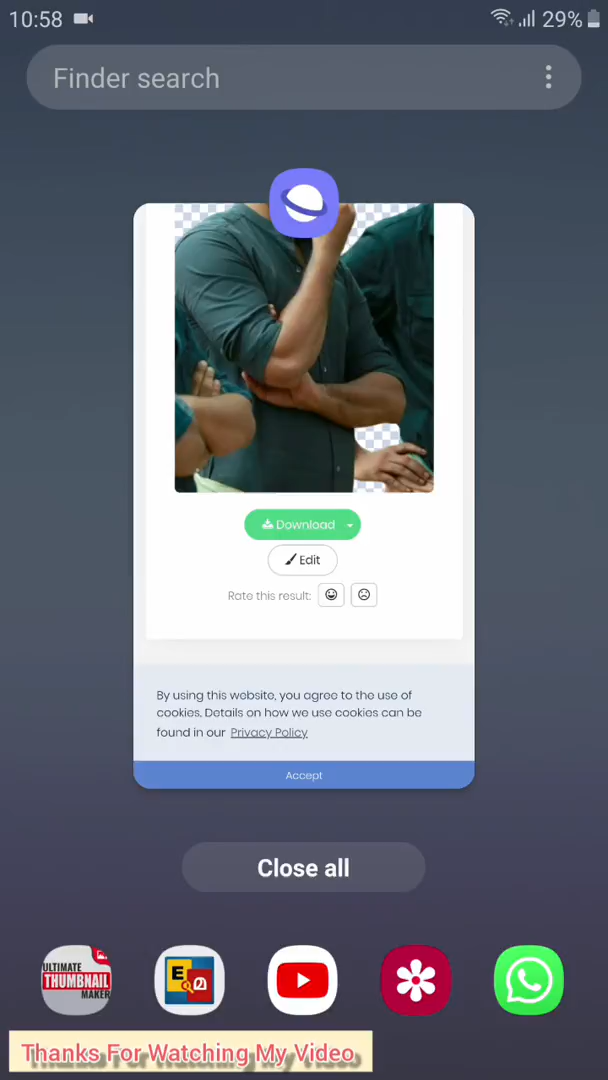 10:58
29%
Finder search
Download
Edit
Rate this result:
By using this website, you agree to the use of
cookies. Details on how we use cookies can be
found in our Privacy Policy
Accept
Close all
ULTIMATE
THUMBNAIL
MAKER
E
Thanks For Watching My Video